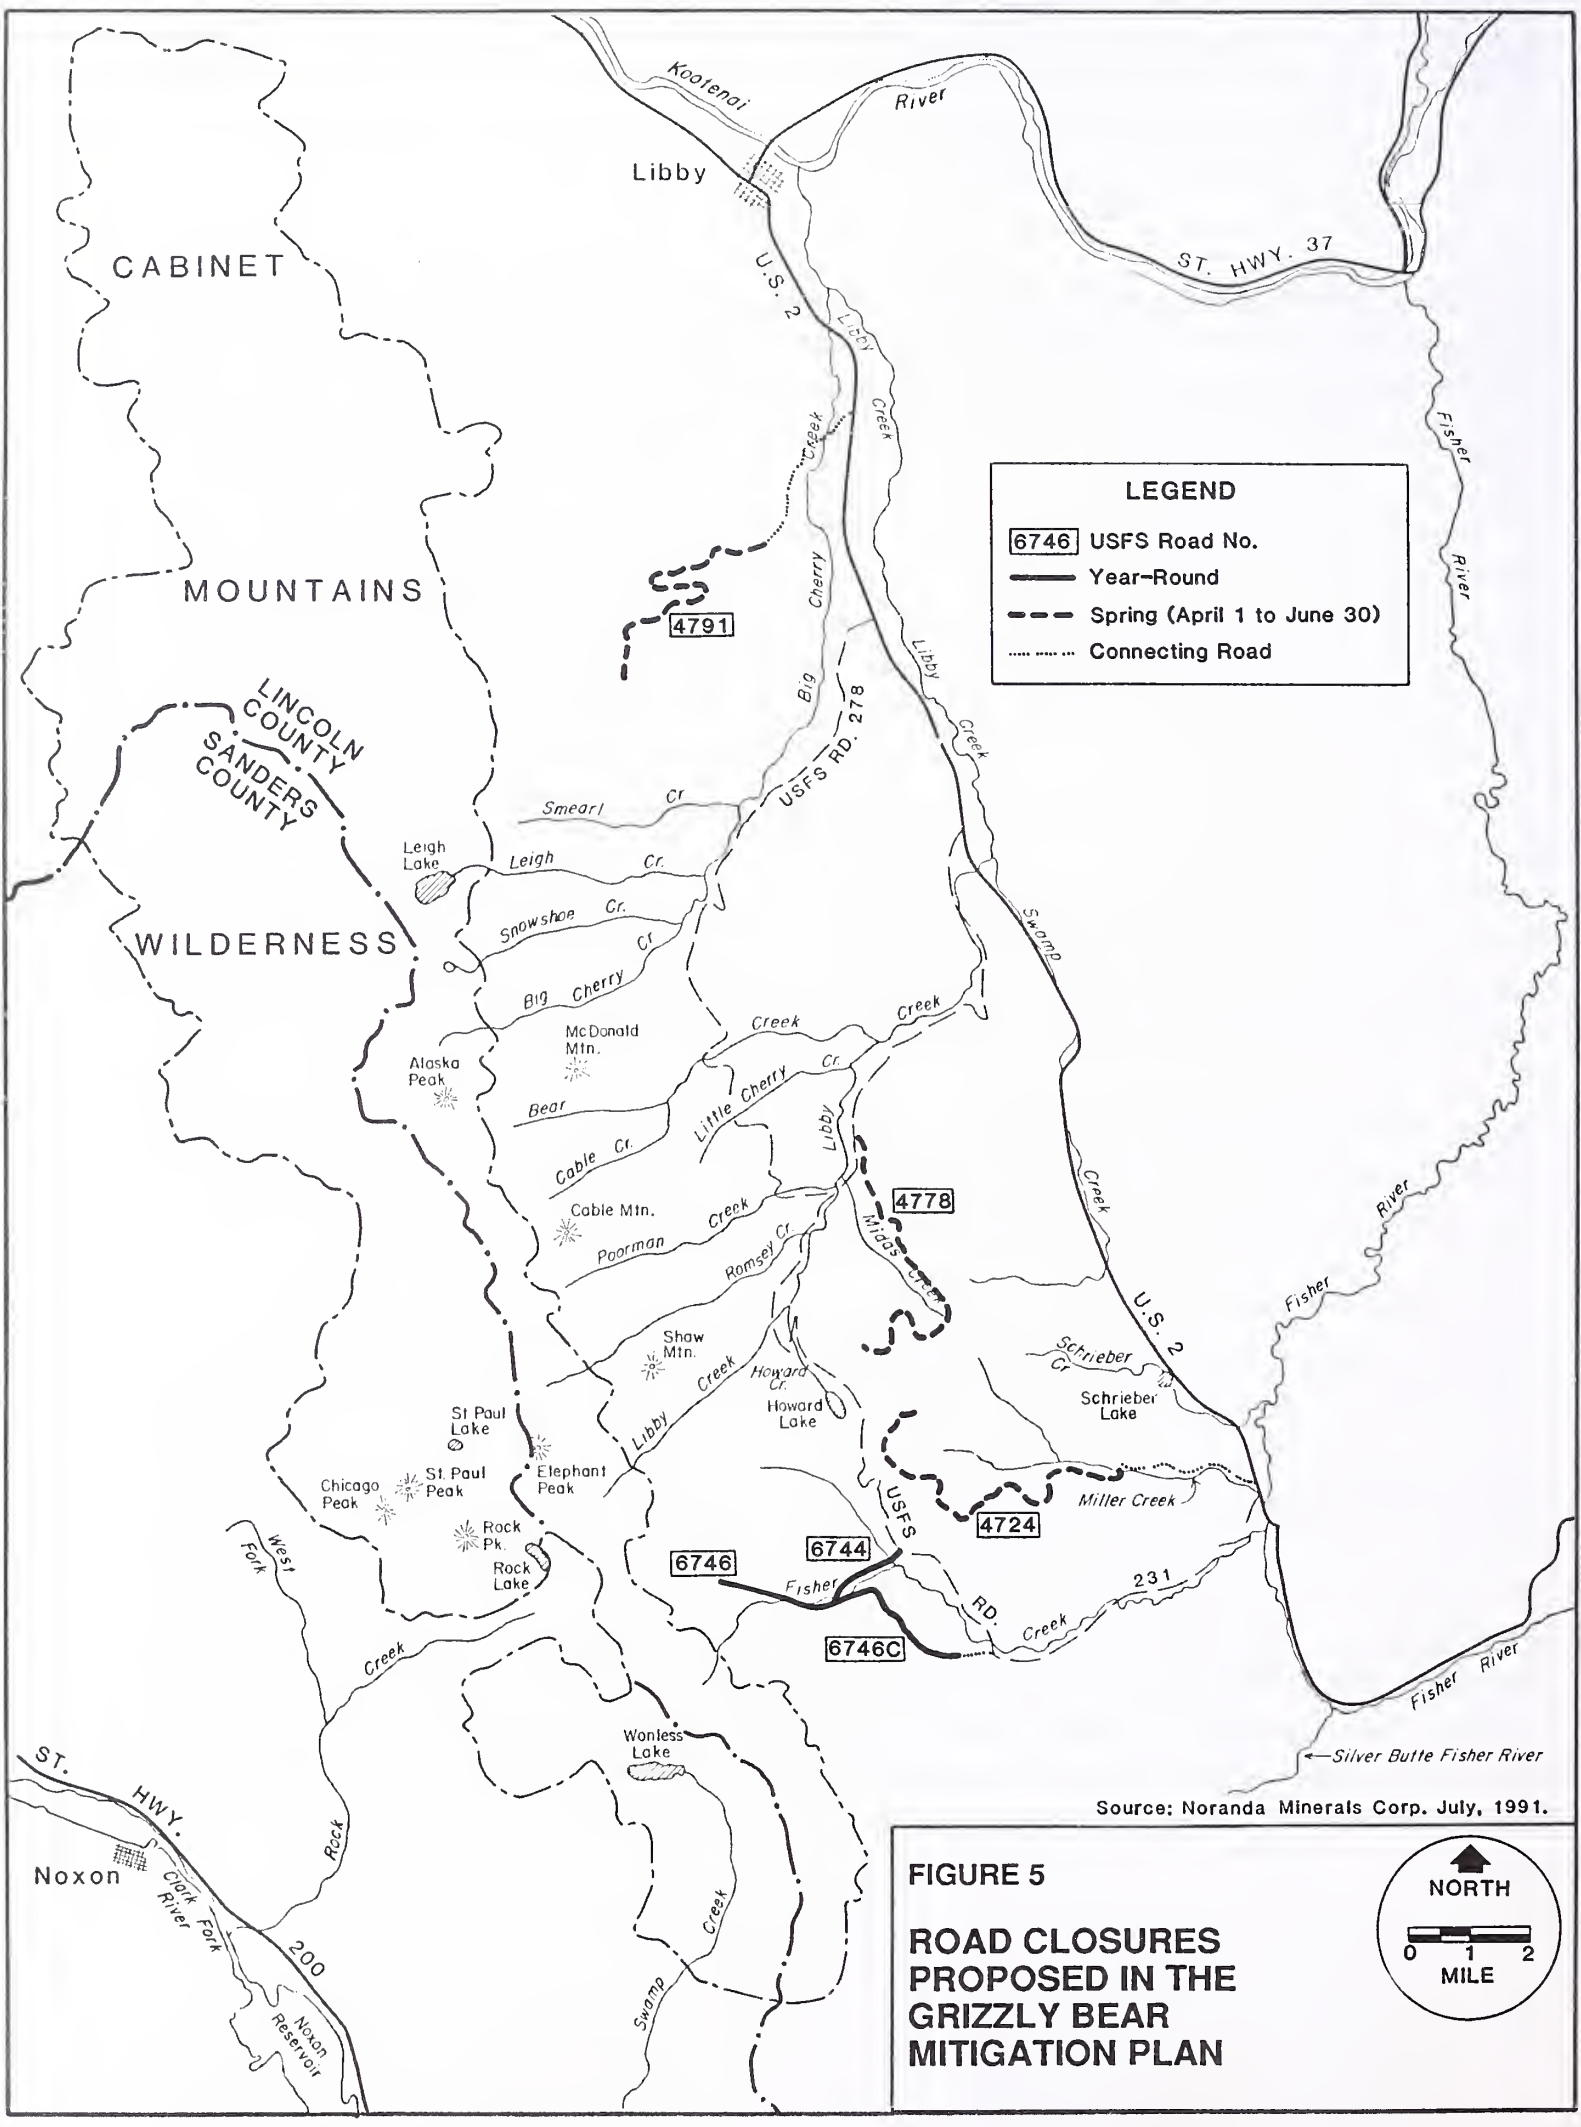 Kootenai
River
Libby
ST. HWY. 37
CABINET
U.S. 2
Libby
Creek
Creek
Fisher
River
LEGEND
6746 USFS Road No.
Year-Round
Spring (April 1 to June 30)
Connecting Road
MOUNTAINS
4791
Cherry
Big
Libby
Creek
LINCOLN
COUNTY
SANDERS
COUNTY
USFS RD. 278
Smearl Cr
Leigh
Lake
Leigh Cr.
Snowshoe Cr.
Swamp
WILDERNESS
Big Cherry Cr
McDonald
Mtn.
Creek
Creek
Alaska
Peak
Bear
Little Cherry Cr.
Cable Cr.
Libby
Creek
Cable Mtn.
4778
Midas
Creek
Poorman Creek
Ramsey Cr.
River
Fisher
U.S. 2
Shaw
Mtn.
Schrieber
Cr
Howard
Cr.
Howard
Lake
Schrieber
Lake
Libby Creek
St Paul
Lake
Elephant
Peak
Chicago
Peak
St. Paul
Peak
Miller Creek
USFS
4724
Rock
Pk.
Rock
Lake
West
Fork
6744
6746
Fisher
231
RD.
Creek
6746C
Creek
Fisher River
Wanless
Lake
Silver Butte Fisher River
ST.
HWY.
Rock
Source: Noranda Minerals Corp. July, 1991.
Noxon
Clark Fork
River
200
Creek
Swamp
Noxon
Reservoir
FIGURE 5
ROAD CLOSURES
PROPOSED IN THE
GRIZZLY BEAR
MITIGATION PLAN
NORTH
0 1 2
MILE